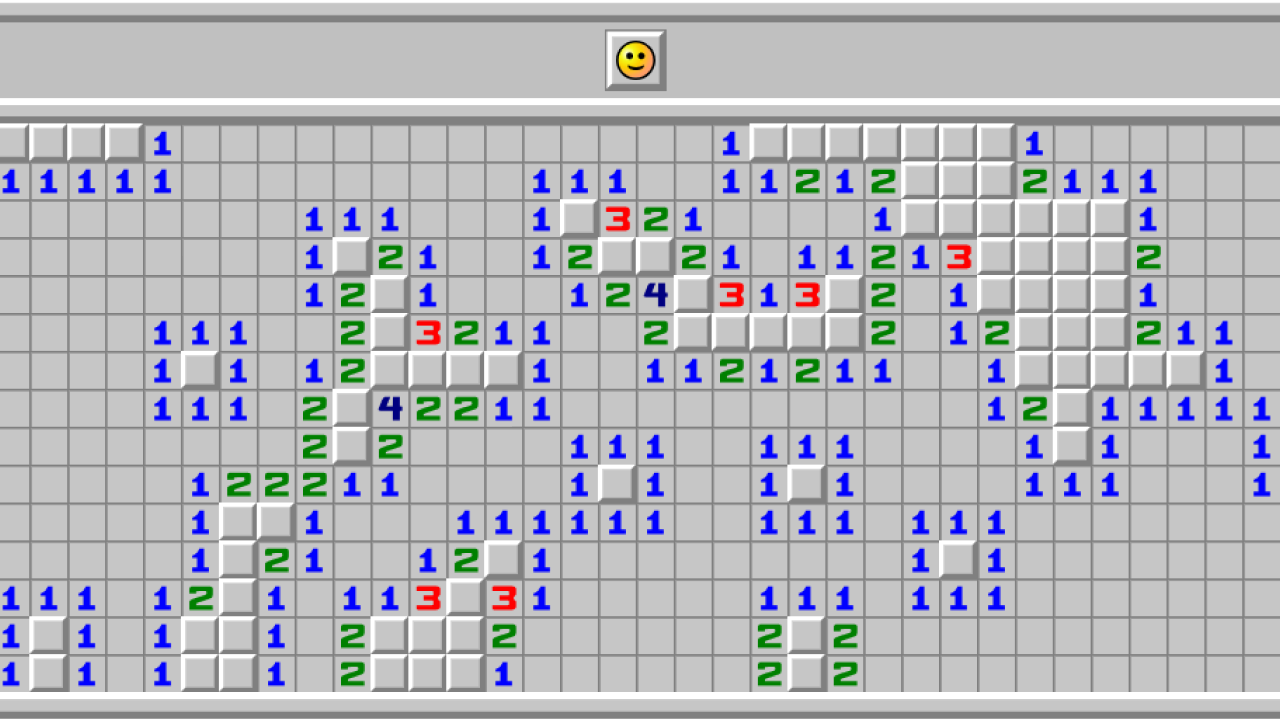 1 1 1
1 1 1 1 1 1 1 1 1 1 2 1 2 2 1 1 1
1 1 1 1 3 2 1 1 1
1 2 1 1 2 2 1 1 1 2 1 3 2
1 2 1 1 2 4 3 1 3 2 1 1
1 1 1 2 3 2 1 1 2 2 1 2 2 1 1
1 1 1 2 1 1 1 2 1 2 1 1 1 1
1 1 1 2 4 2 2 1 1 1 2 1 1 1 1 1
2 2 1 1 1 1 1 1 1 1 1
1 2 2 2 1 1 1 1 1 1 1 1 1 1
1 1 1 1 1 1 1 1 1 1 1 1 1 1
1 2 1 1 2 1 1 1
1 1 1 1 2 1 1 1 3 3 1 1 1 1 1 1 1
1 1 1 1 2 2 2 2
1 1 1 1 2 1 2 2